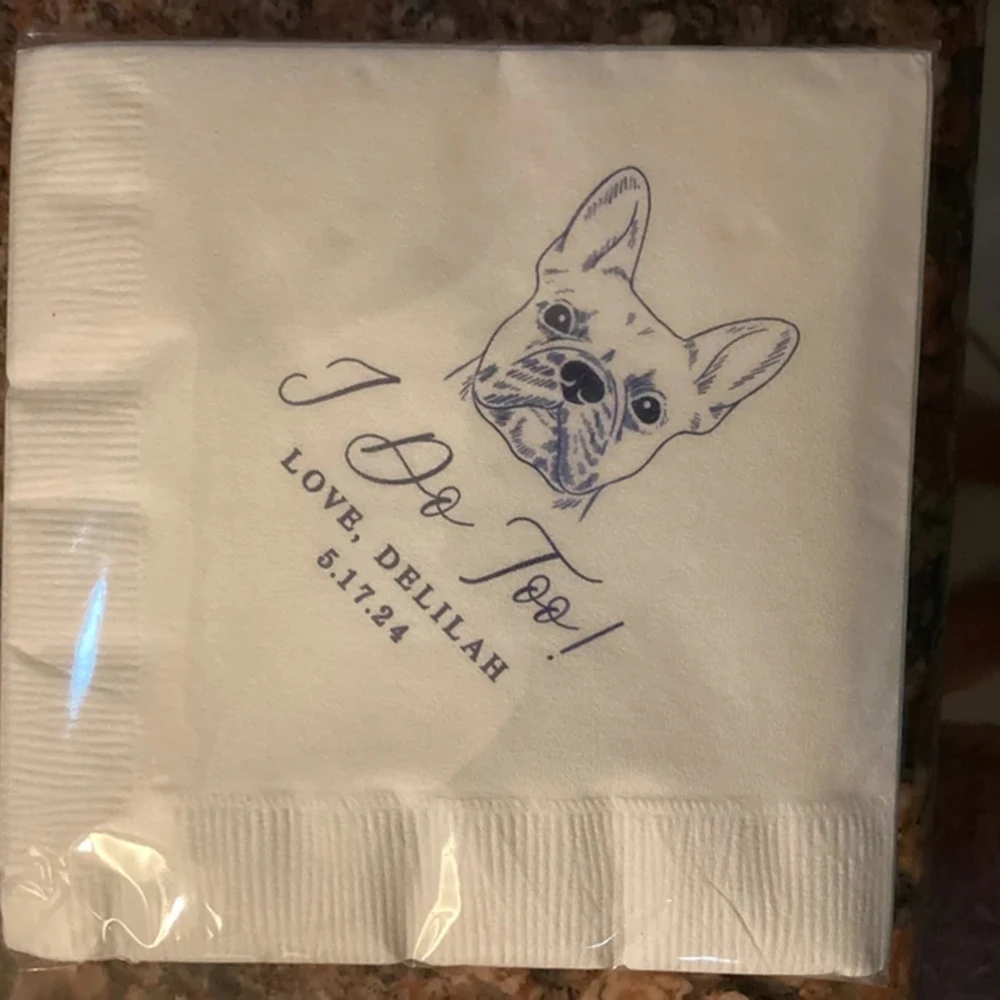 I Do Too!
LOVE, DELILAH
5.17.24